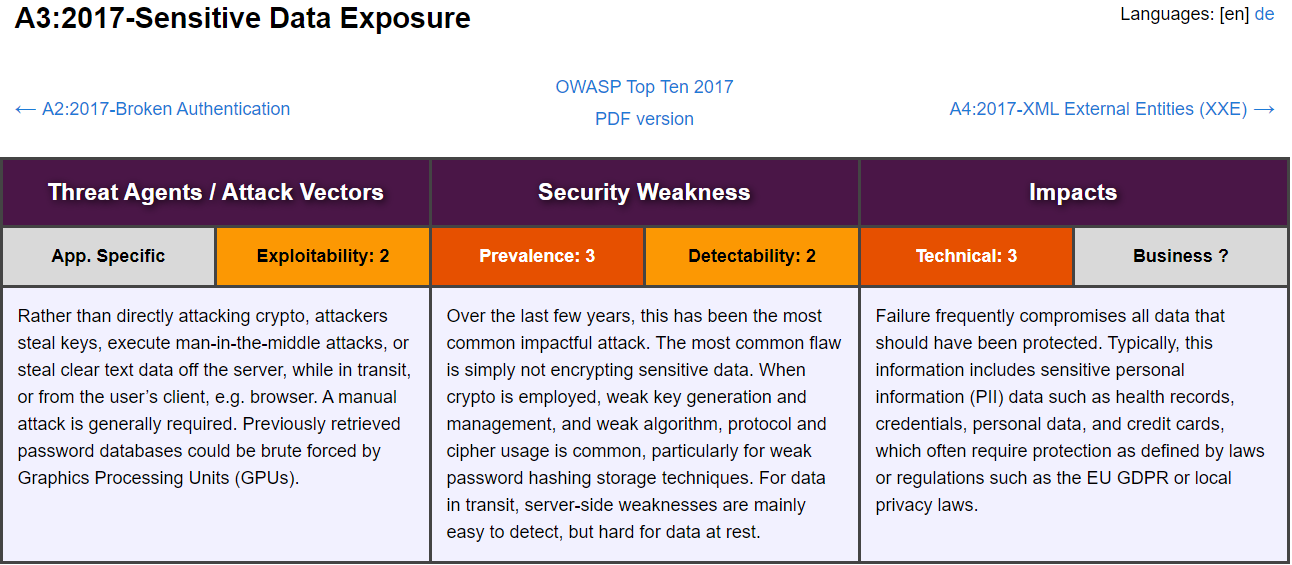 A3:2017-Sensitive Data Exposure
Languages: [en] de
OWASP Top Ten 2017
← A2:2017-Broken Authentication
PDF version
A4:2017-XML External Entities (XXE) →
Threat Agents / Attack Vectors
Security Weakness
Impacts
App. Specific
Exploitability: 2
Prevalence: 3
Detectability: 2
Technical: 3
Business ?
Rather than directly attacking crypto, attackers
steal keys, execute man-in-the-middle attacks, or
steal clear text data off the server, while in transit,
or from the user’s client, e.g. browser. A manual
attack is generally required. Previously retrieved
password databases could be brute forced by
Graphics Processing Units (GPUs).
Over the last few years, this has been the most
common impactful attack. The most common flaw
is simply not encrypting sensitive data. When
crypto is employed, weak key generation and
management, and weak algorithm, protocol and
cipher usage is common, particularly for weak
password hashing storage techniques. For data
in transit, server-side weaknesses are mainly
easy to detect, but hard for data at rest.
Failure frequently compromises all data that
should have been protected. Typically, this
information includes sensitive personal
information (PII) data such as health records,
credentials, personal data, and credit cards,
which often require protection as defined by laws
or regulations such as the EU GDPR or local
privacy laws.